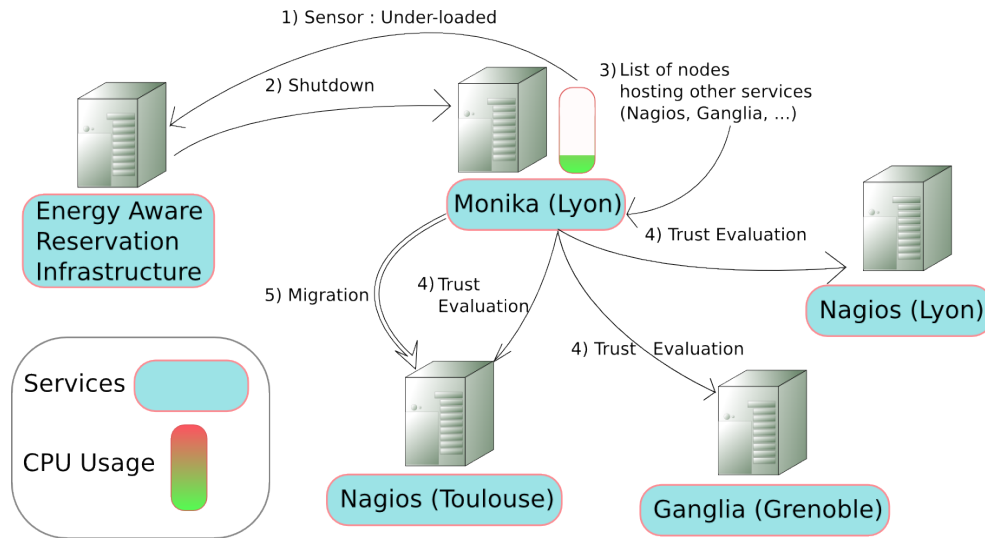 1) Sensor : Under-loaded
2) Shutdown
3) List of nodes
hosting other services
(Nagios, Ganglia, ...)
Energy Aware
Reservation
Infrastructure
Monika (Lyon)
4) Trust Evaluation
Nagios (Lyon)
5) Migration
4) Trust
Evaluation
4) Trust Evaluation
Services
CPU Usage
Nagios (Toulouse)
Ganglia (Grenoble)